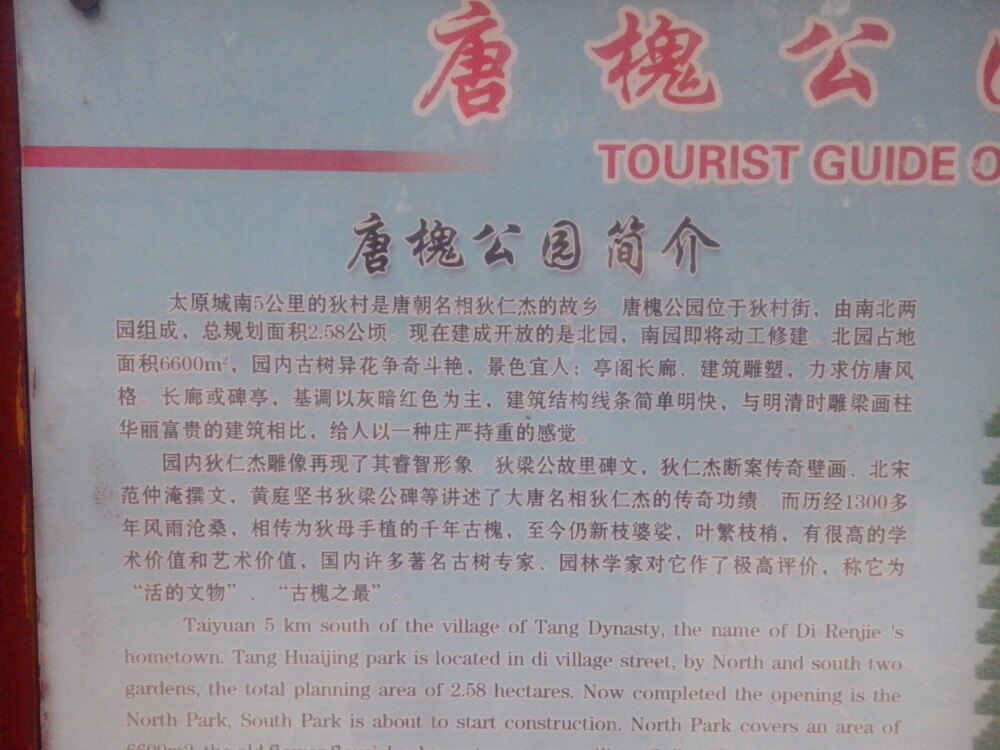 唐槐公
TOURIST GUIDE O
唐槐公园简介
太原城南5公里的狄村是唐朝名相狄仁杰的故乡。唐槐公园位于狄村街，由南北两
园组成，总规划面积2.58公顷。现在建成开放的是北园，南园即将动工修建。北园占地
面积6600m²，园内古树异花争奇斗艳，景色宜人；亭阁长廊、建筑雕塑，力求仿唐风
格。长廊或碑亭，基调以灰暗红色为主，建筑结构线条简单明快，与明清时雕梁画柱
华丽富贵的建筑相比，给人以一种庄严持重的感觉。
园内狄仁杰雕像再现了其睿智形象。狄梁公故里碑文，狄仁杰断案传奇壁画、北宋
范仲淹撰文，黄庭坚书狄梁公碑等讲述了大唐名相狄仁杰的传奇功绩。而历经1300多
年风雨沧桑，相传为狄母手植的千年古槐，至今仍新枝婆娑，叶繁枝梢，有很高的学
术价值和艺术价值，国内许多著名古树专家、园林学家对它作了极高评价，称它为
“活的文物”、“古槐之最”。
Taiyuan 5 km south of the village of Tang Dynasty, the name of Di Renjie 's
hometown. Tang Huaijing park is located in di village street, by North and south two
gardens, the total planning area of 2.58 hectares. Now completed the opening is the
North Park, South Park is about to start construction. North Park covers an area of